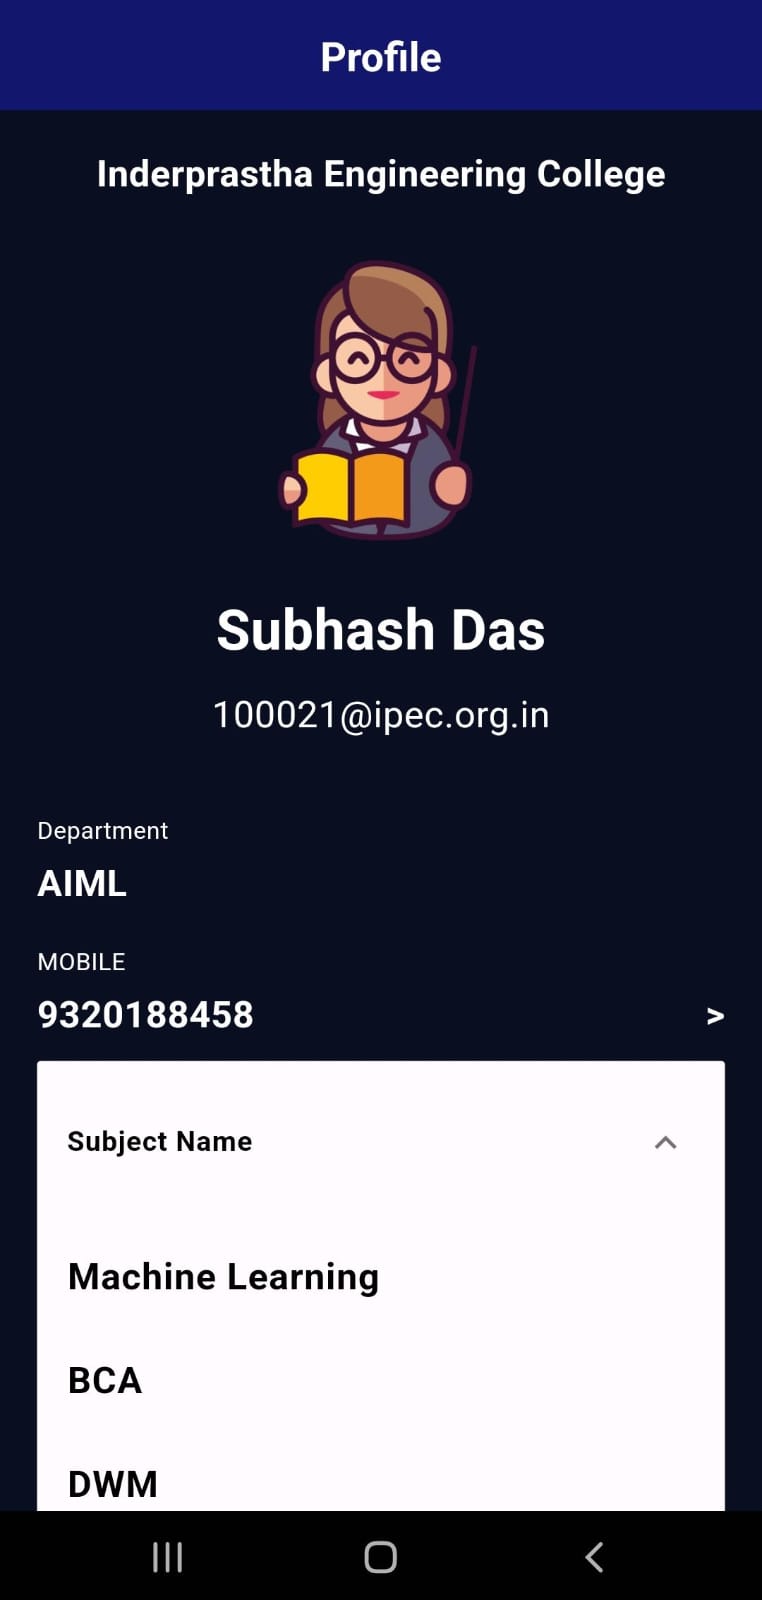 Profile
Inderprastha Engineering College
Subhash Das
100021@ipec.org.in
Department
AIML
MOBILE
9320188458 >
Subject Name
Machine Learning
BCA
DWM